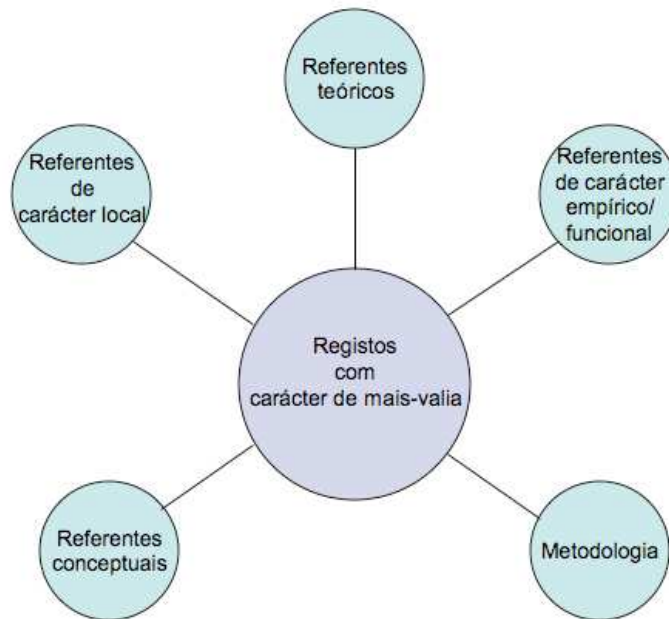 Referentes
teóricos
Referentes
de
carácter local
Referentes
de carácter
empírico/
funcional
Registos
com
carácter de mais-valia
Referentes
conceptuais
Metodologia